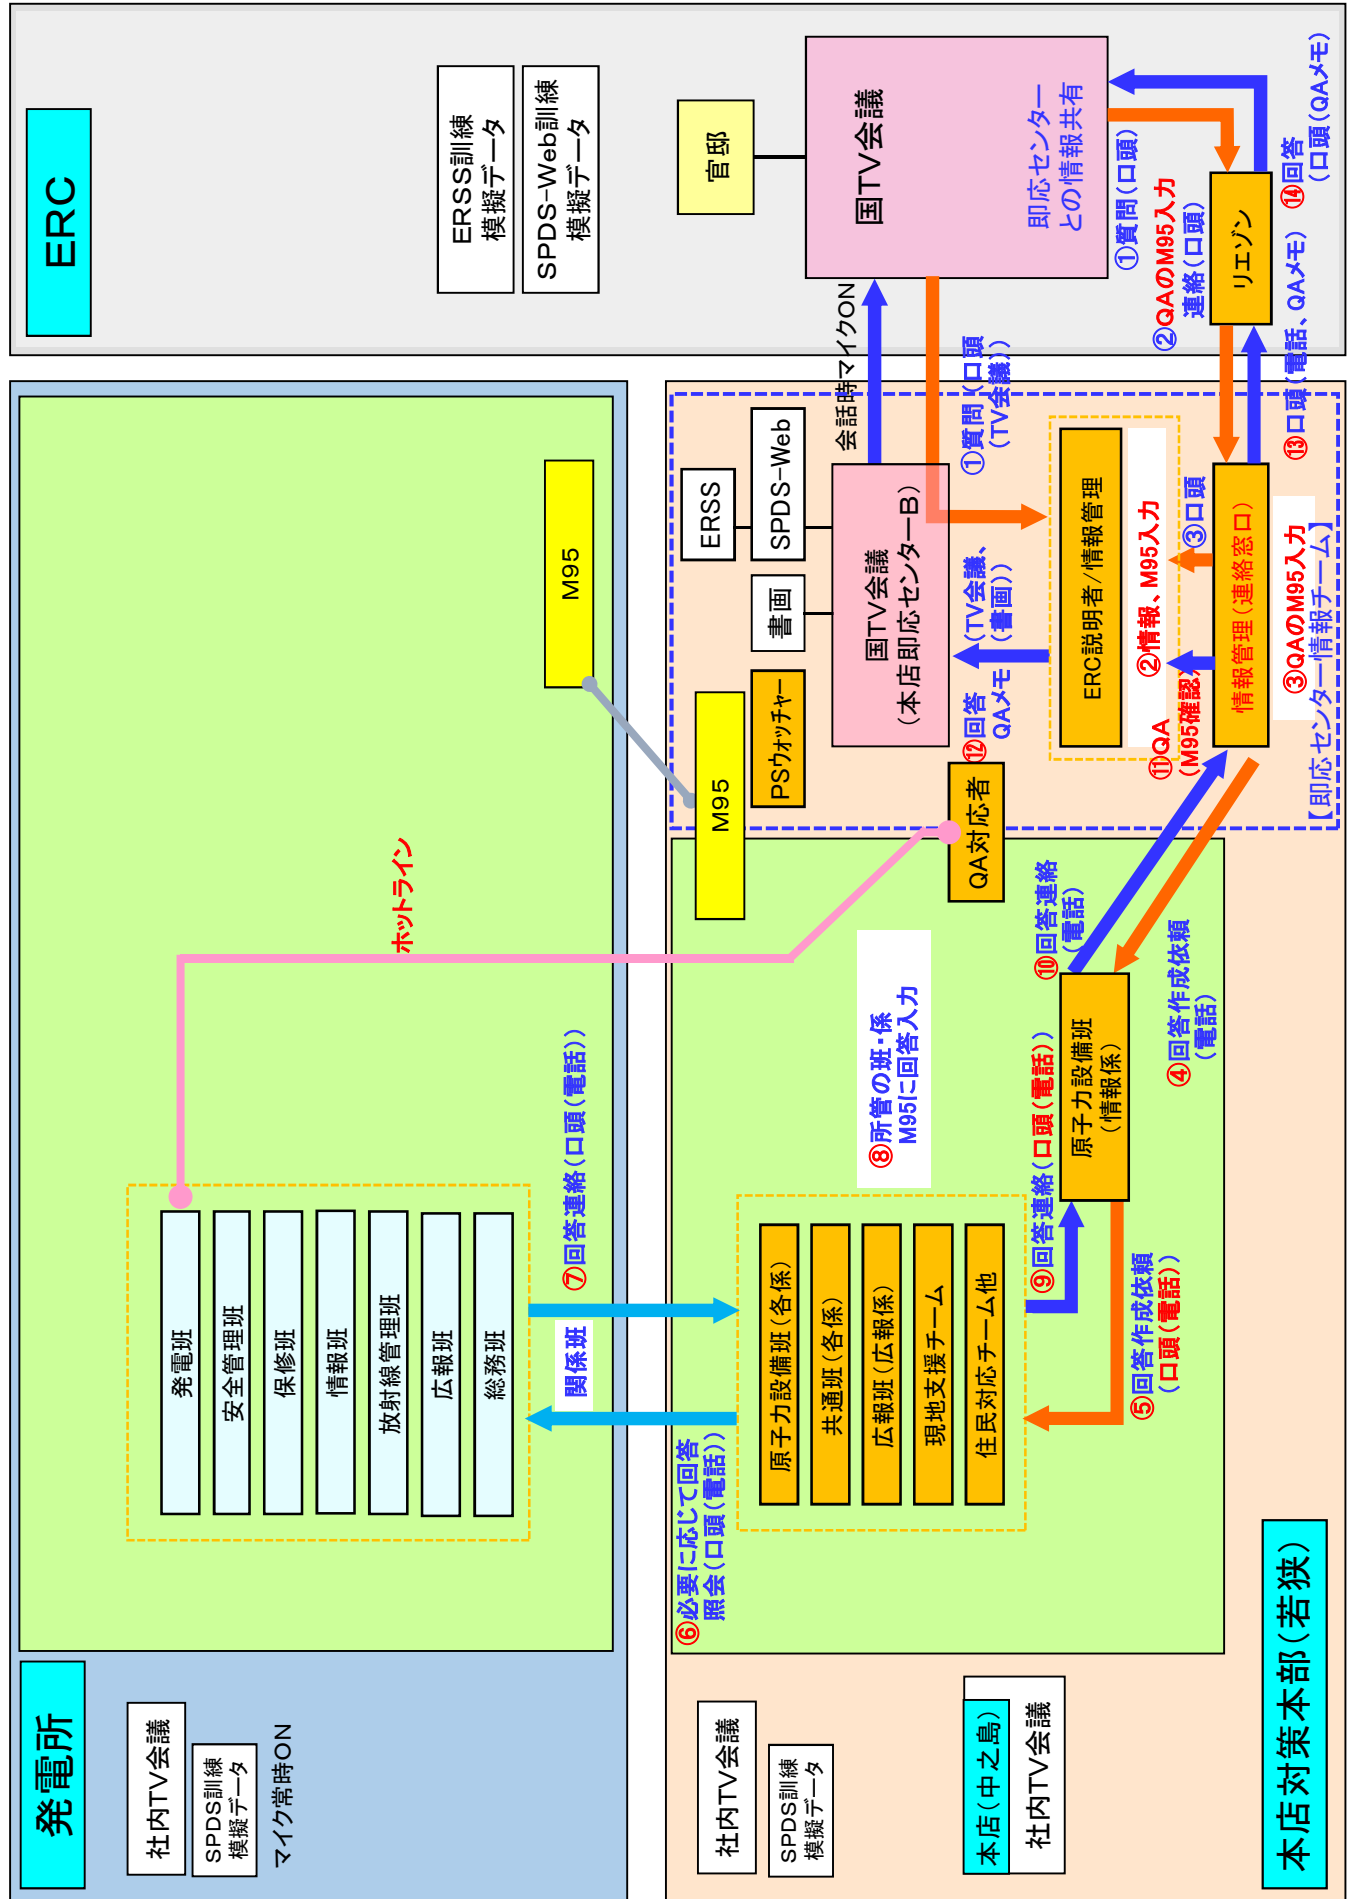 発電所
社内TV会議
SPDS訓練
模擬データ
マイク常時ON
発電班
安全管理班
保修班
情報班
放射線管理班
広報班
総務班
ホットライン
M95
関係班
⑦回答連絡(口頭(電話))
⑥必要に応じて回答
照会(口頭(電話))
ERC
ERSS訓練
模擬データ
SPDS-Web訓練
模擬データ
官邸
国TV会議
即応センター
との情報共有
①質問(口頭)
②QAのM95入力
連絡(口頭)
リエゾン
⑭回答
(口頭(QAメモ)
本店対策本部(若狭)
社内TV会議
SPDS訓練
模擬データ
本店(中之島)
社内TV会議
原子力設備班(各係)
共通班(各係)
広報班(広報係)
現地支援チーム
住民対応チーム他
⑧所管の班・係
M95に回答入力
⑨回答連絡(口頭(電話))
⑤回答作成依頼
(口頭(電話))
原子力設備班
(情報係)
⑩回答連絡
(電話)
④回答作成依頼
(電話)
QA対応者
M95
PSウォッチャー
書画
ERSS
SPDS-Web
国TV会議
(本店即応センターB)
会話時マイクON
①質問(口頭
(TV会議))
⑫回答(TV会議、
QAメモ(書画))
ERC説明者/情報管理
②情報、M95入力
③口頭
⑪QA
(M95確認
情報管理(連絡窓口)
③QAのM95入力
【即応センター情報チーム】
⑬口頭(電話、QAメモ)